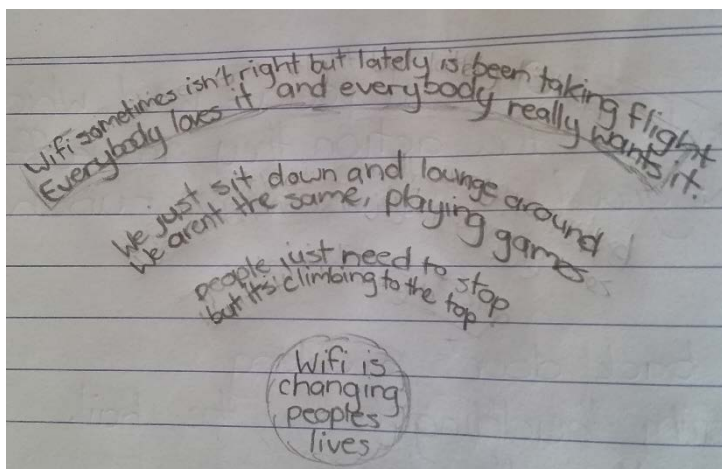 Wifi sometimes isn't right but lately is been taking flight
Everybody loves it and everybody really wants it.
We just sit down and lounge around
We arent the same, playing games
people just need to stop
but it's climbing to the top.
Wifi is
changing
peoples
lives